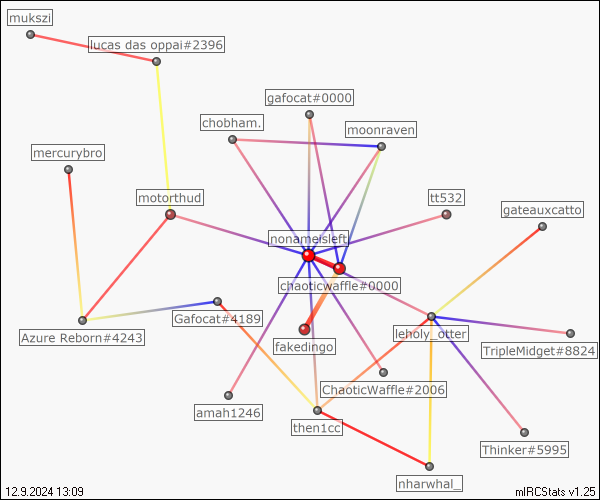 mukszi
lucas das oppai#2396
gafocat#0000
chobham.
moonraven
mercurybro
motorthud
tt532
gateauxcatto
nonameisleft
chaoticwaffle#0000
Gafocat#4189
Azure Reborn#4243
leholy_otter
fakedingo
TripleMidget#8824
ChaoticWaffle#2006
amah1246
then1cc
Thinker#5995
nharwhal_
12.9.2024 13:09
mIRCStats v1.25